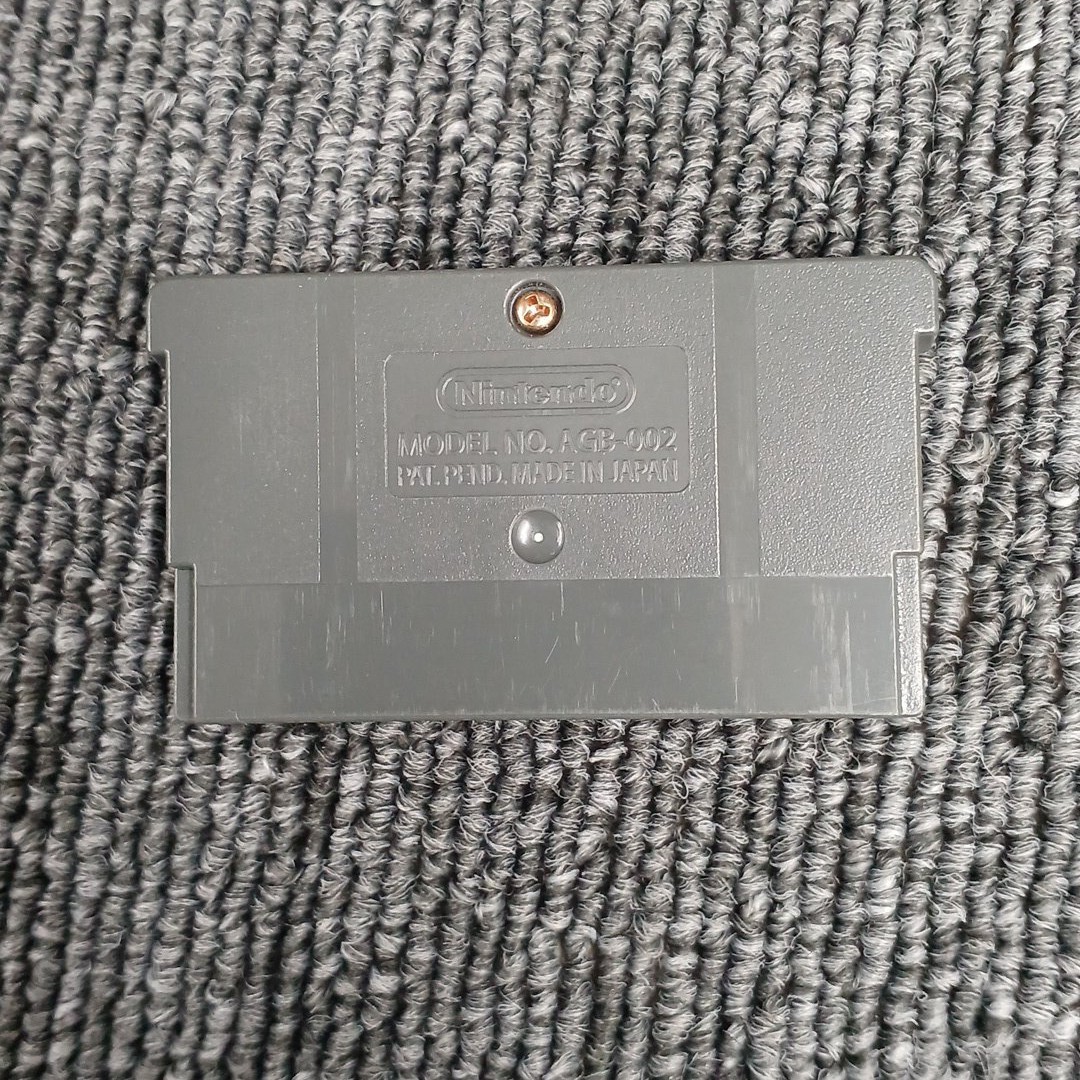 Nintendo®
MODEL NO. AGB-002
PAT. PEND. MADE IN JAPAN